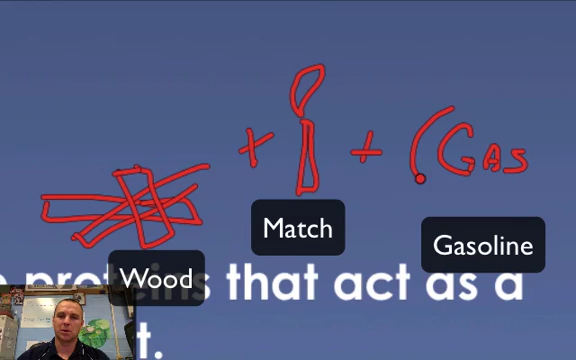 + + (GAS
Match
Gasoline
Wood
proteins that act as a
t.